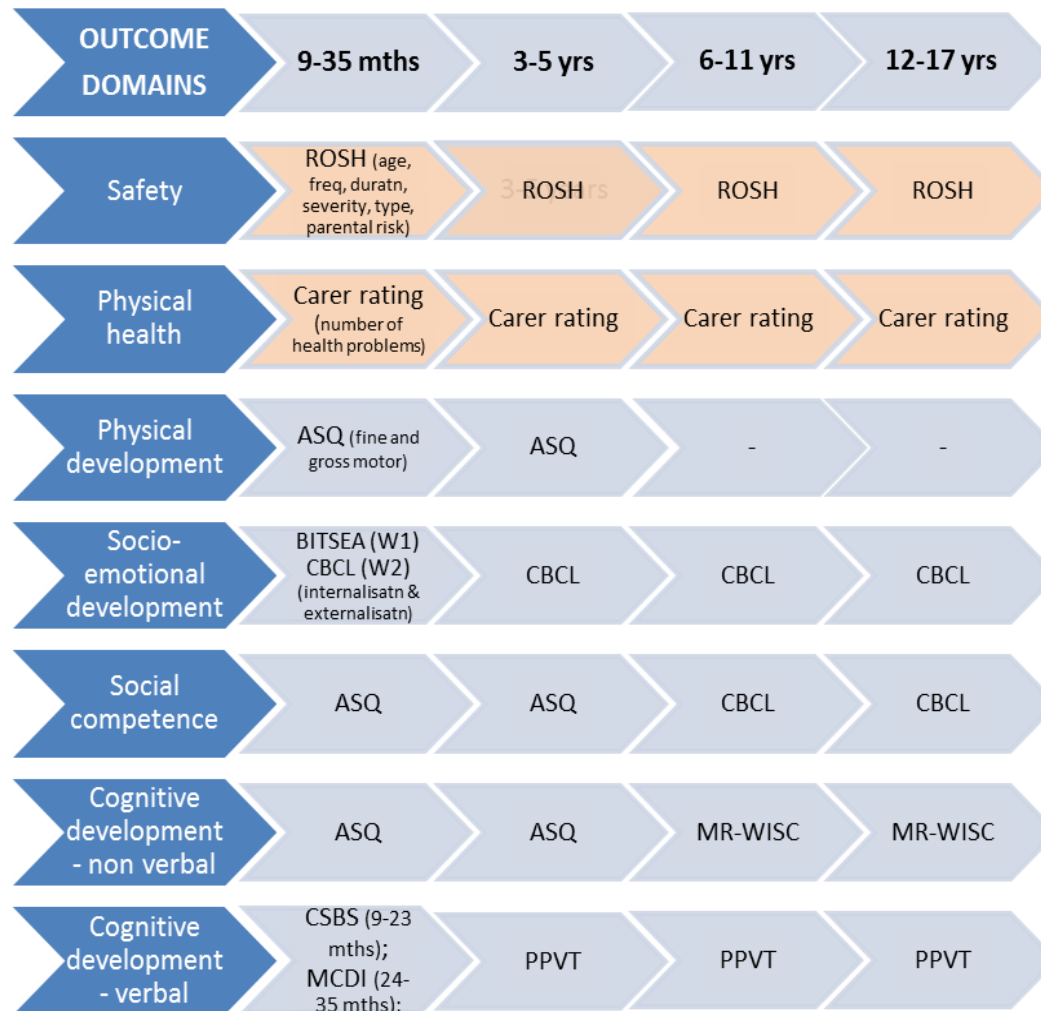 OUTCOME
DOMAINS
9-35 mths
3-5 yrs
6-11 yrs
12-17 yrs
Safety
ROSH (age,
freq, duratn,
severity, type,
parental risk)
ROSH
ROSH
ROSH
Physical
health
Carer rating
(number of
health problems)
Carer rating
Carer rating
Carer rating
Physical
development
ASQ (fine and
gross motor)
ASQ
-
-
Socio-
emotional
development
BITSEA (W1)
CBCL (W2)
(internalisatn &
externalisatn)
CBCL
CBCL
CBCL
Social
competence
ASQ
ASQ
CBCL
CBCL
Cognitive
development
- non verbal
ASQ
ASQ
MR-WISC
MR-WISC
Cognitive
development
- verbal
CSBS (9-23
mths);
MCDI (24-
35 mths);
PPVT
PPVT
PPVT